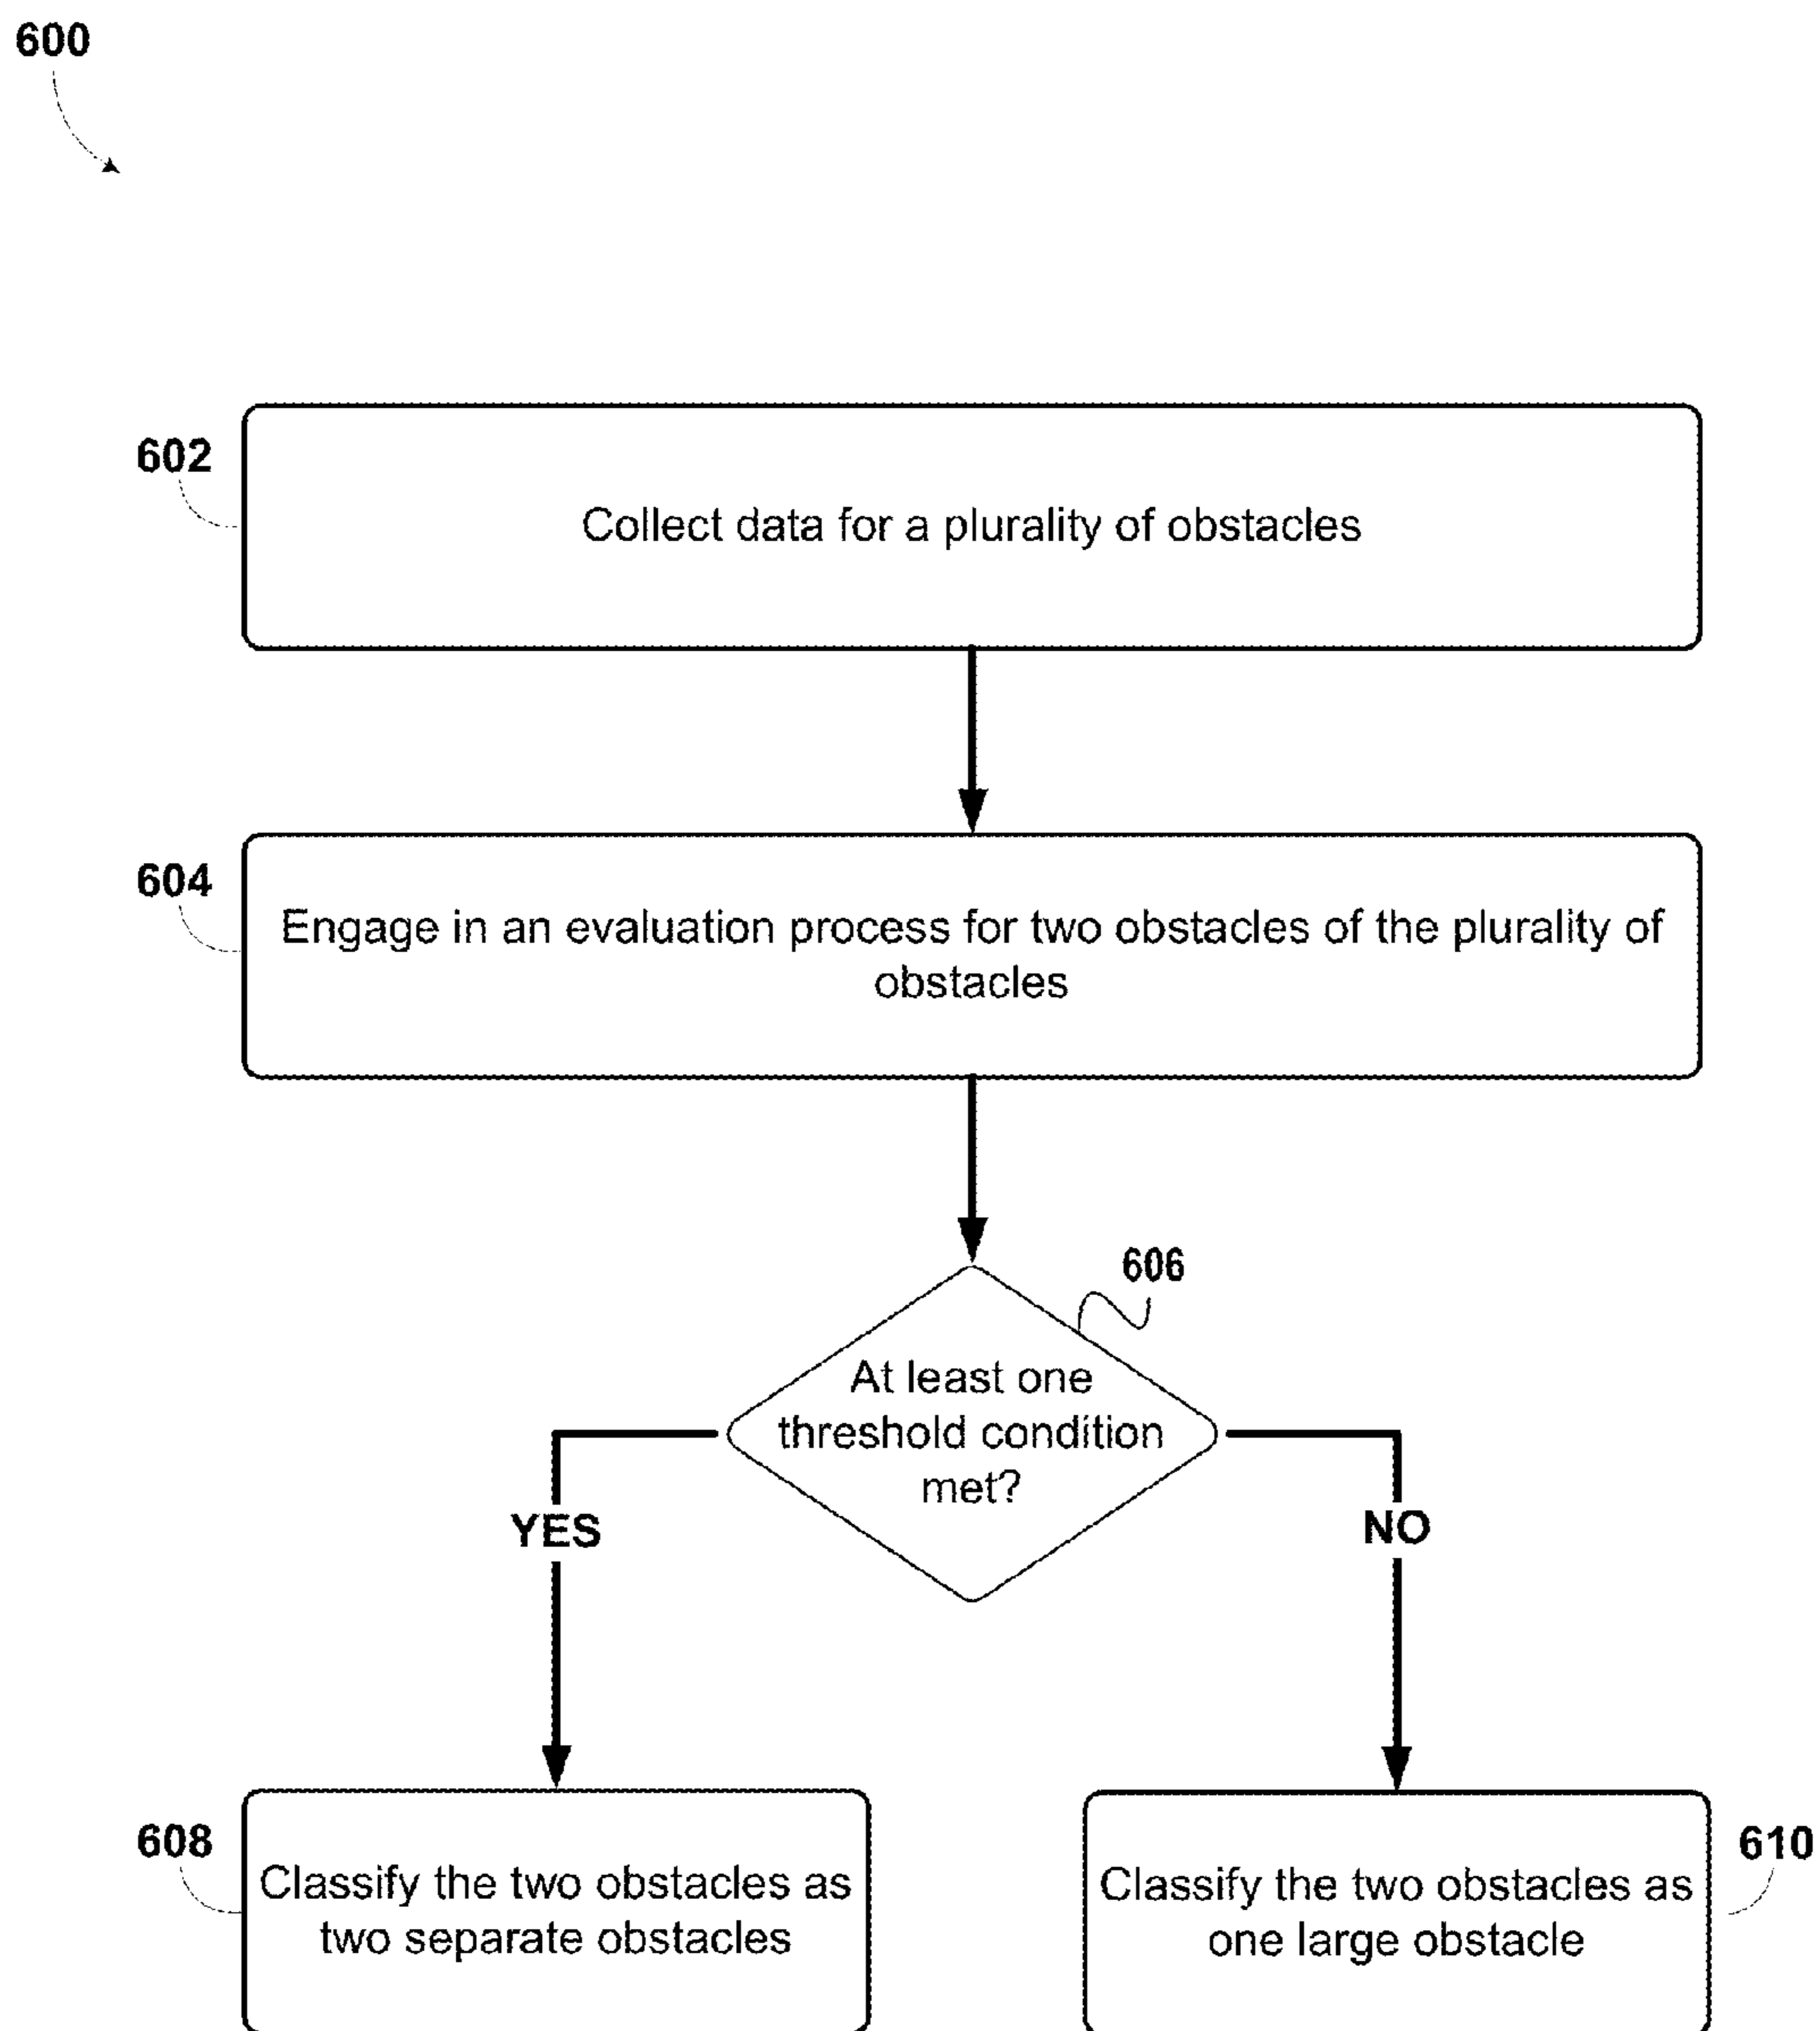 600
602
Collect data for a plurality of obstacles
604
Engage in an evaluation process for two obstacles of the plurality of
obstacles
606
At least one
threshold condition
met?
YES
NO
608
Classify the two obstacles as
two separate obstacles
610
Classify the two obstacles as
one large obstacle